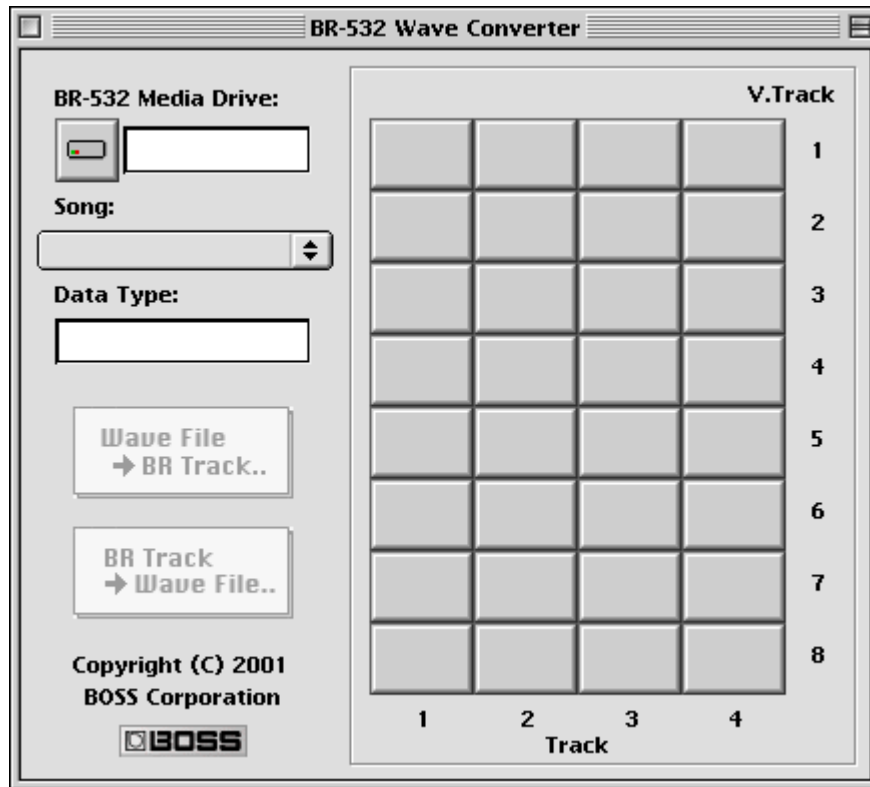 BR-532 Wave Converter
BR-532 Media Drive:
Song:
Data Type:
Wave File
➔ BR Track..
BR Track
➔ Wave File..
Copyright (C) 2001
BOSS Corporation
BOSS
V.Track
1
2
3
4
5
6
7
8
1 2 3 4
Track